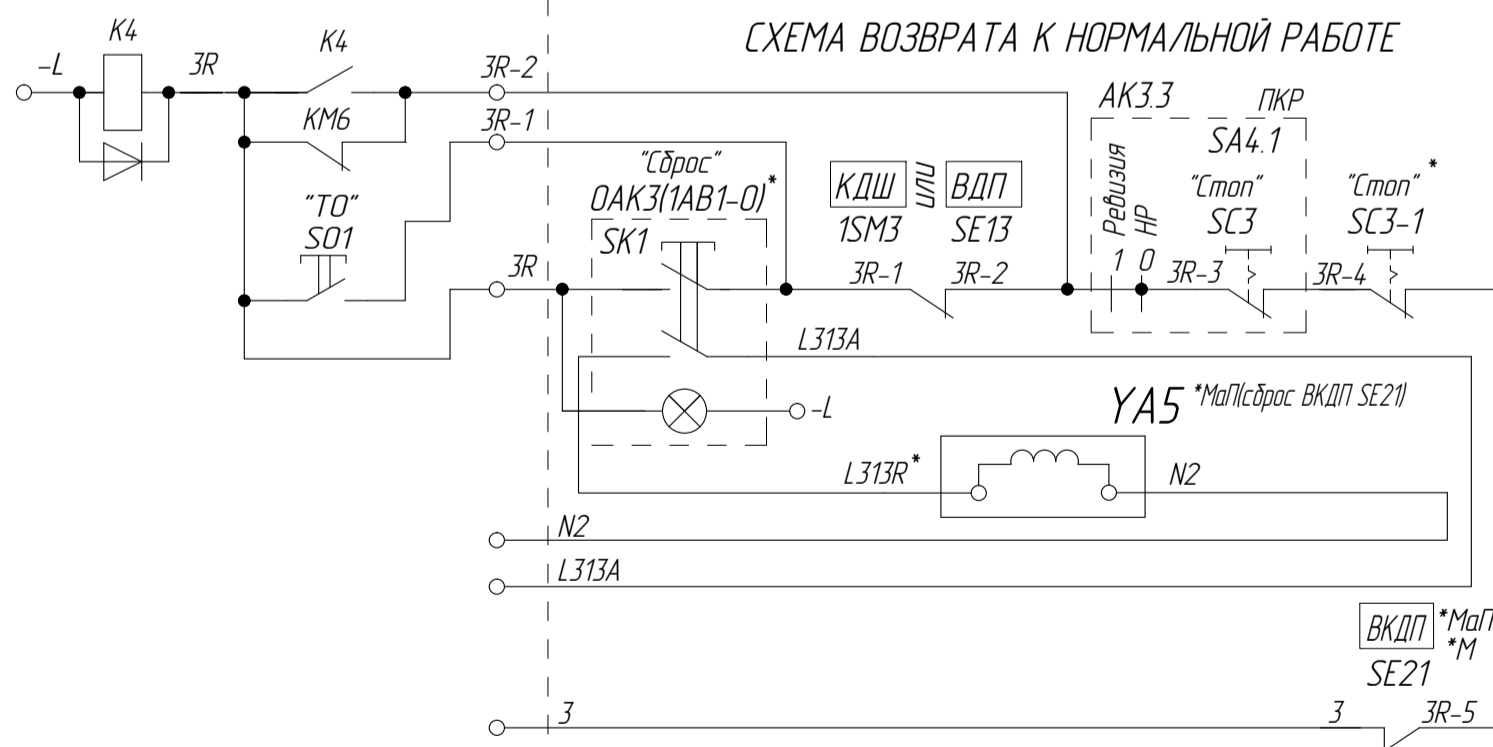 СХЕМА ВОЗВРАТА К НОРМАЛЬНОЙ РАБОТЕ
-L
K4
3R
K4
KM6
"ТО"
SO1
3R-2
3R-1
3R
"Сброс"
0АК3(1АВ1-0)*
SK1
КДШ
или
ВДП
1SM3
SE13
3R-1
3R-2
АК3.3
ПКР
SA4.1
Ревизия
НР
1
0
3R-3
"Стоп"
SC3
3R-4
"Стоп"*
SC3-1
L313A
-L
YA5
*МаП(сброс ВКДП SE21)
L313R*
N2
N2
L313A
ВКДП
*МаП
*М
SE21
3
3
3R-5